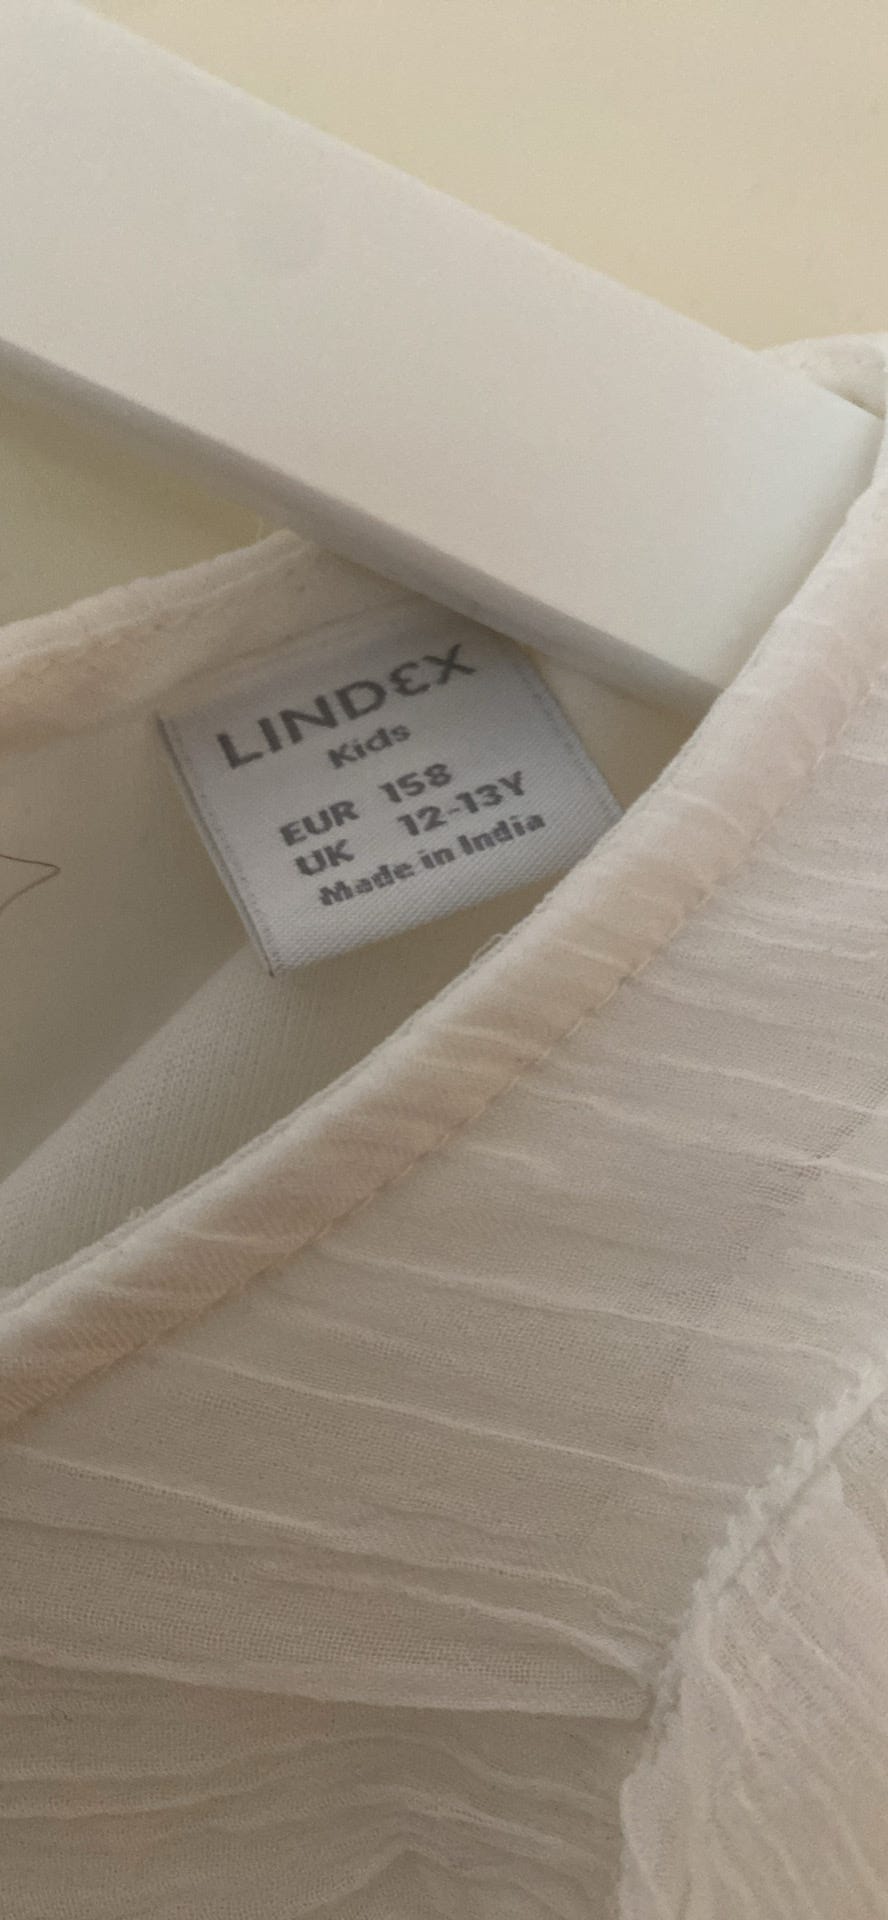 LINDEX
Kids
EUR 158
UK 12-13Y
Made in India